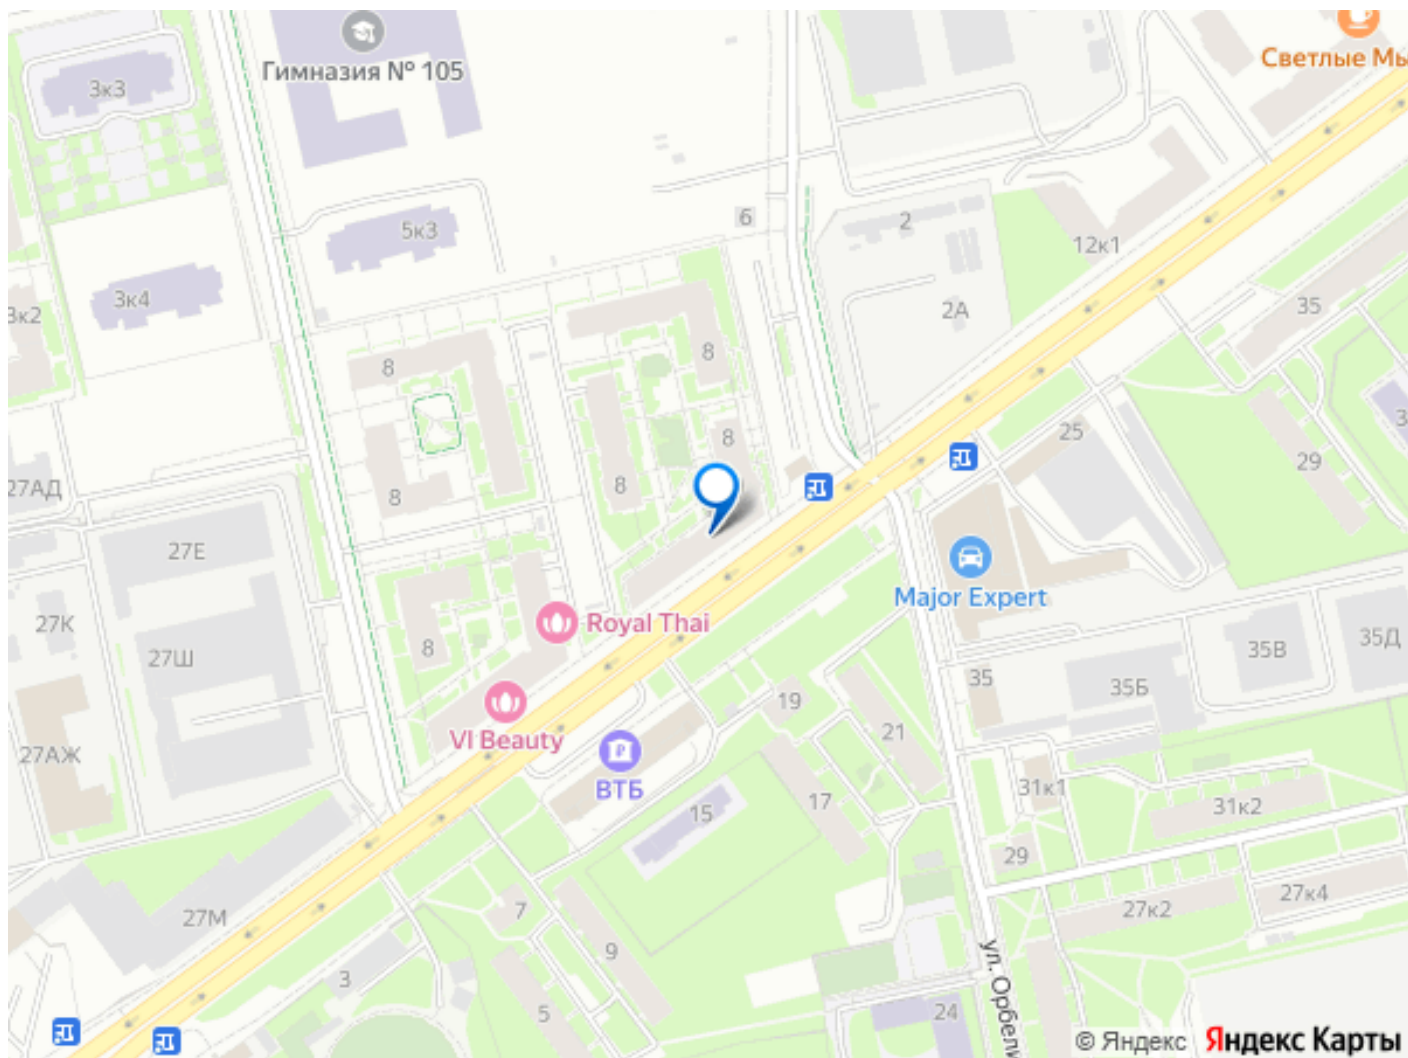 Светлые Мы
Гимназия № 105
3к3
6
2
5к3
12к1
3к4
3к2
2А
35
8
8
8
25
29
27АД
8
8
27Е
Major Expert
27К
Royal Thai
27Ш
8
35В
35Д
35
35Б
19
VI Beauty
21
27АЖ
ВТБ
31к1
17
31к2
15
29
27к4
7
27к2
27М
9
3
ул. Орбели
5
24
© Яндекс Яндекс Карты